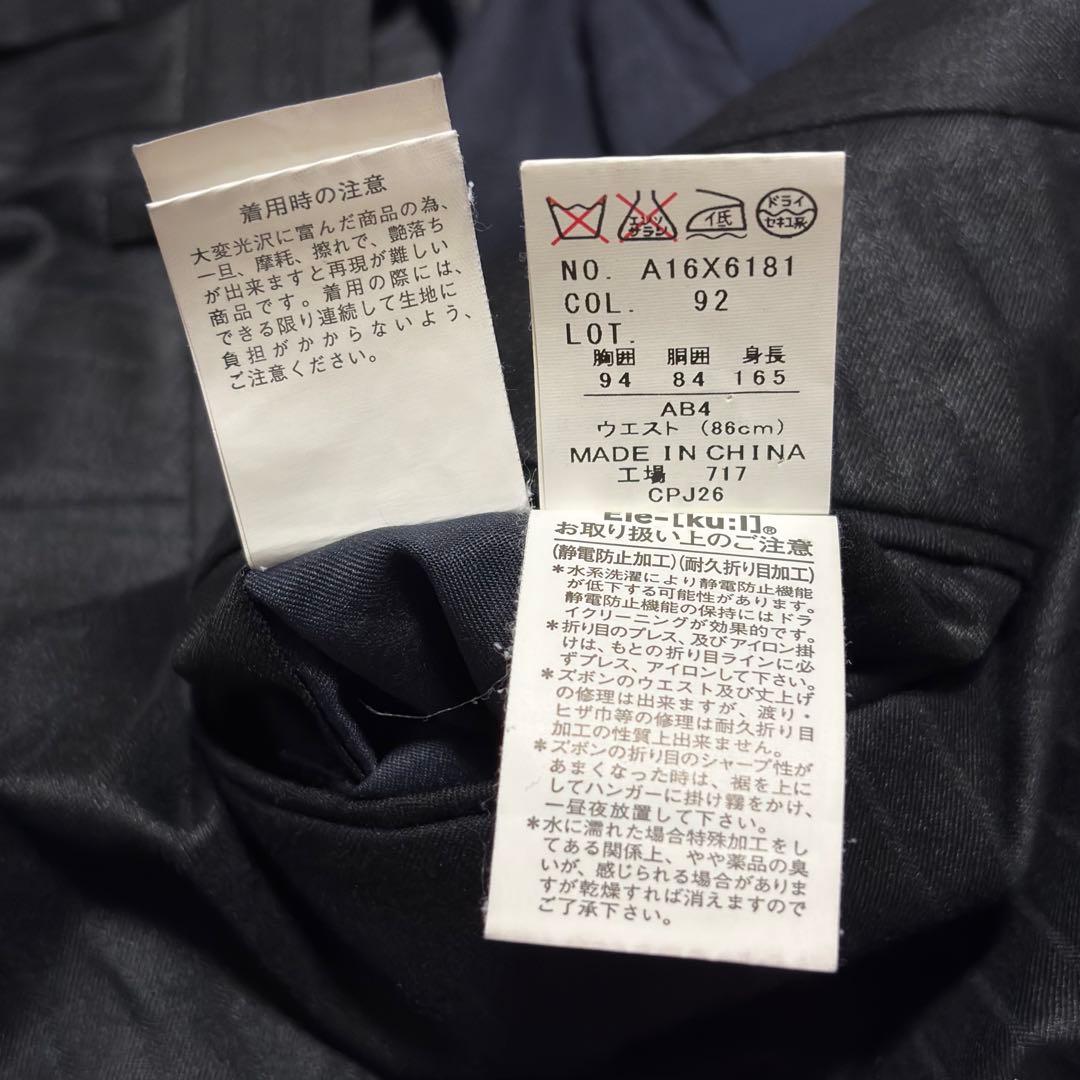 着用時の注意
大変光沢に富んだ商品の為、
一旦、摩耗、擦れで、艶落ち
が出来ますと再現が難しい
商品です。着用の際には、
できる限り連続して生地に
負担がかからないよう、
ご注意ください。
エンソ
サラシ
低
ドライ
セキユ系
NO. A16X6181
COL. 92
LOT.
胸囲 胴囲 身長
94 84 165
AB4
ウエスト (86cm)
MADE IN CHINA
工場 717
CPJ26
Ele-[ku:l]®
お取り扱い上のご注意
(静電防止加工)(耐久折り目加工)
*水系洗濯により静電防止機能
が低下する可能性があります。
静電防止機能の保持にはドラ
イクリーニングが効果的です。
*折り目のプレス、及びアイロン掛
けは、もとの折り目ラインに必
ずプレス、アイロンして下さい。
*ズボンのウエスト及び丈上げ
の修理は出来ますが、渡り・
ヒザ巾等の修理は耐久折り目
加工の性質上出来ません。
*ズボンの折り目のシャープ性が
あまくなった時は、裾を上に
してハンガーに掛け霧をかけ、
一昼夜放置して下さい。
*水に濡れた場合特殊加工をし
てある関係上、やや薬品の臭
いが、感じられる場合がありま
すが乾燥すれば消えますので
ご了承下さい。